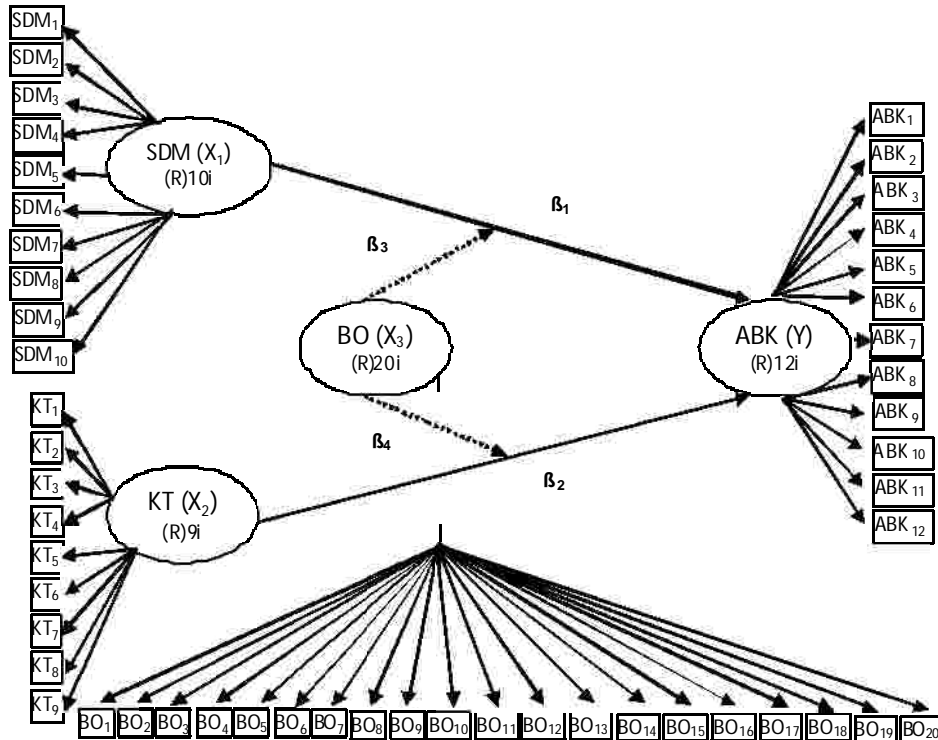 SDM1
SDM2
SDM3
SDM4
SDM5
SDM6
SDM7
SDM8
SDM9
SDM10
SDM (X1)
(R)10i
ß1
ß3
BO (X3)
(R)20i
ß4
ß2
KT1
KT2
KT3
KT4
KT5
KT6
KT7
KT8
KT9
KT (X2)
(R)9i
ABK (Y)
(R)12i
ABK1
ABK2
ABK3
ABK4
ABK5
ABK6
ABK7
ABK8
ABK9
ABK10
ABK11
ABK12
BO1 BO2 BO3 BO4 BO5 BO6 BO7 BO8 BO9 BO10 BO11 BO12 BO13 BO14 BO15 BO16 BO17 BO18 BO19 BO20